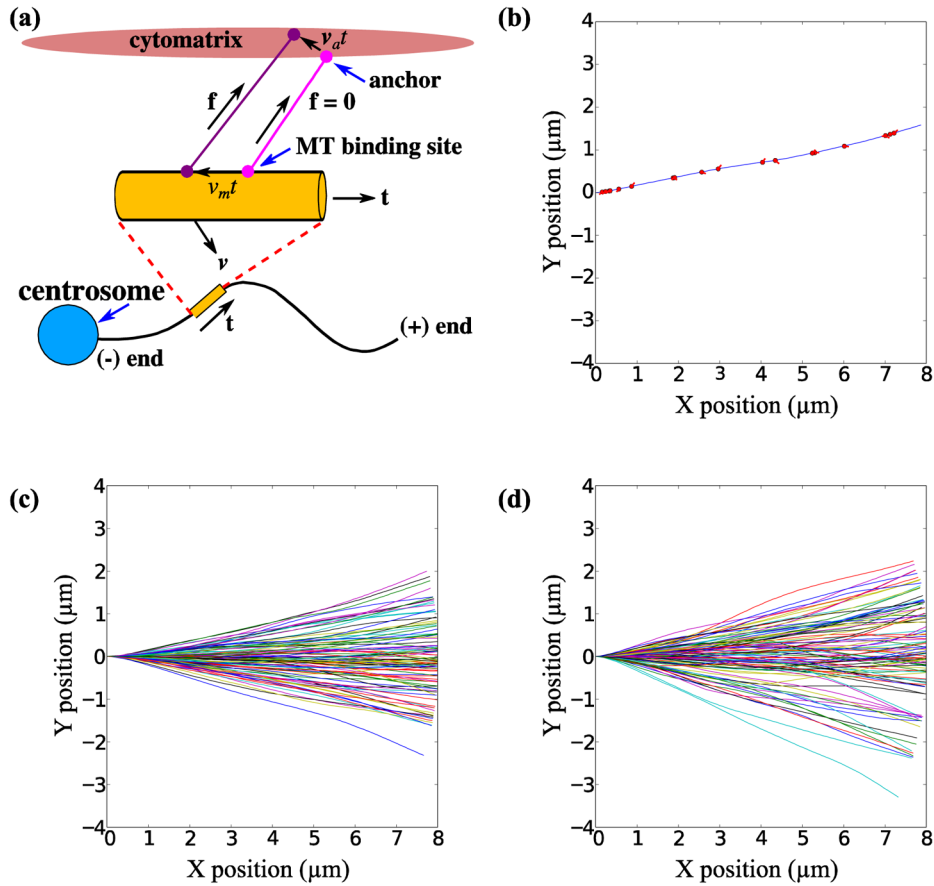 (a)
cytomatrix
vₐt
anchor
f
f = 0
MT binding site
vₘt
t
v
centrosome
t
(-) end
(+) end
(b)
4
3
2
1
0
−1
−2
−3
−4
0 1 2 3 4 5 6 7 8
Y position (μm)
X position (μm)
(c)
4
3
2
1
0
−1
−2
−3
−4
0 1 2 3 4 5 6 7 8
Y position (μm)
X position (μm)
(d)
4
3
2
1
0
−1
−2
−3
−4
0 1 2 3 4 5 6 7 8
Y position (μm)
X position (μm)